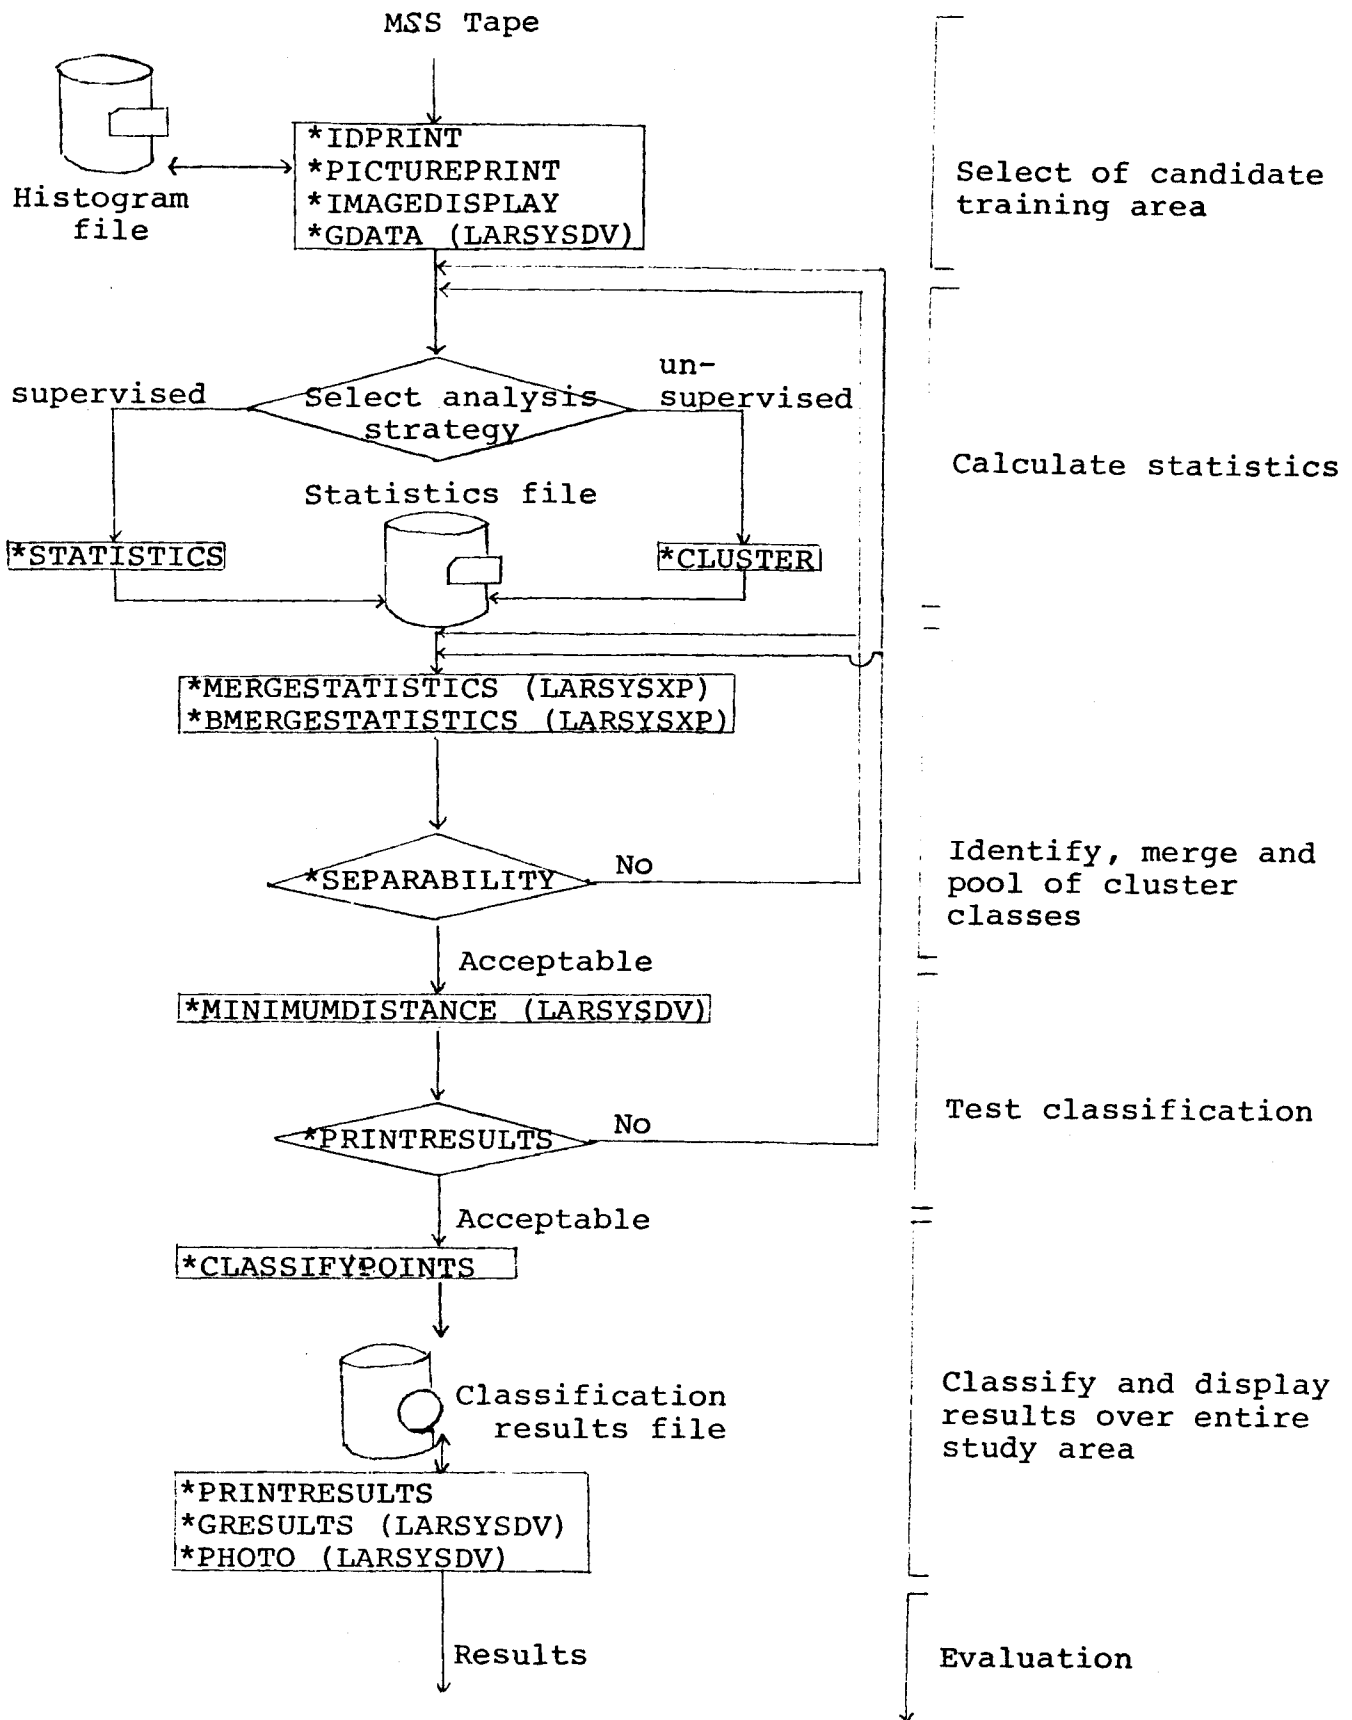 MSS Tape
*IDPRINT
*PICTUREPRINT
*IMAGEDISPLAY
*GDATA (LARSYSDV)
Histogram
file
Select of candidate
training area
supervised
Select analysis
strategy
un-
supervised
Calculate statistics
Statistics file
*STATISTICS
*CLUSTER
*MERGESTATISTICS (LARSYSXP)
*BMERGESTATISTICS (LARSYSXP)
*SEPARABILITY
No
Identify, merge and
pool of cluster
classes
Acceptable
*MINIMUMDISTANCE (LARSYSDV)
*PRINTRESULTS
No
Test classification
Acceptable
*CLASSIFYPOINTS
Classification
results file
Classify and display
results over entire
study area
*PRINTRESULTS
*GRESULTS (LARSYSDV)
*PHOTO (LARSYSDV)
Results
Evaluation